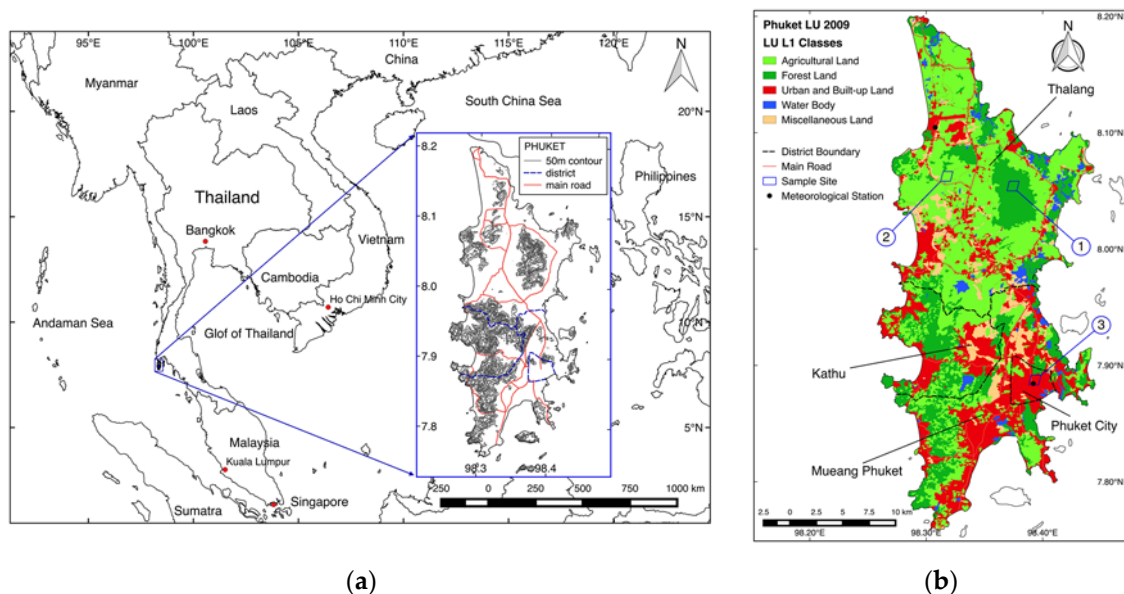 95°E
100°E
105°E
110°E
115°E
120°E
N
China
Myanmar
Laos
South China Sea
20°N
Thailand
Philippines
Bangkok
Vietnam
15°N
Cambodia
Ho Chi Minh City
Andaman Sea
Glof of Thailand
10°N
Malaysia
5°N
Kuala Lumpur
Singapore
Sumatra
PHUKET
50m contour
district
main road
8.2
8.1
8.0
7.9
7.8
98.3
98.4
250 0 250 500 750 1000 km
(a)
Phuket LU 2009
LU L1 Classes
Agricultural Land
Forest Land
Urban and Built-up Land
Water Body
Miscellaneous Land
District Boundary
Main Road
Sample Site
Meteorological Station
N
8.20°N
8.10°N
8.00°N
7.90°N
7.80°N
Thalang
2
1
3
Kathu
Phuket City
Mueang Phuket
2.5 0 2.5 5 7.5 10 km
98.20°E
98.30°E
98.40°E
(b)